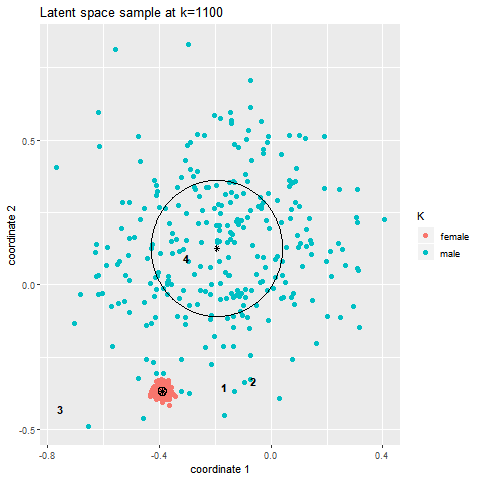 Latent space sample at k=1100
coordinate 2
0.5
0.0
-0.5
4
1
2
3
-0.8
-0.4
0.0
0.4
coordinate 1
K
female
male